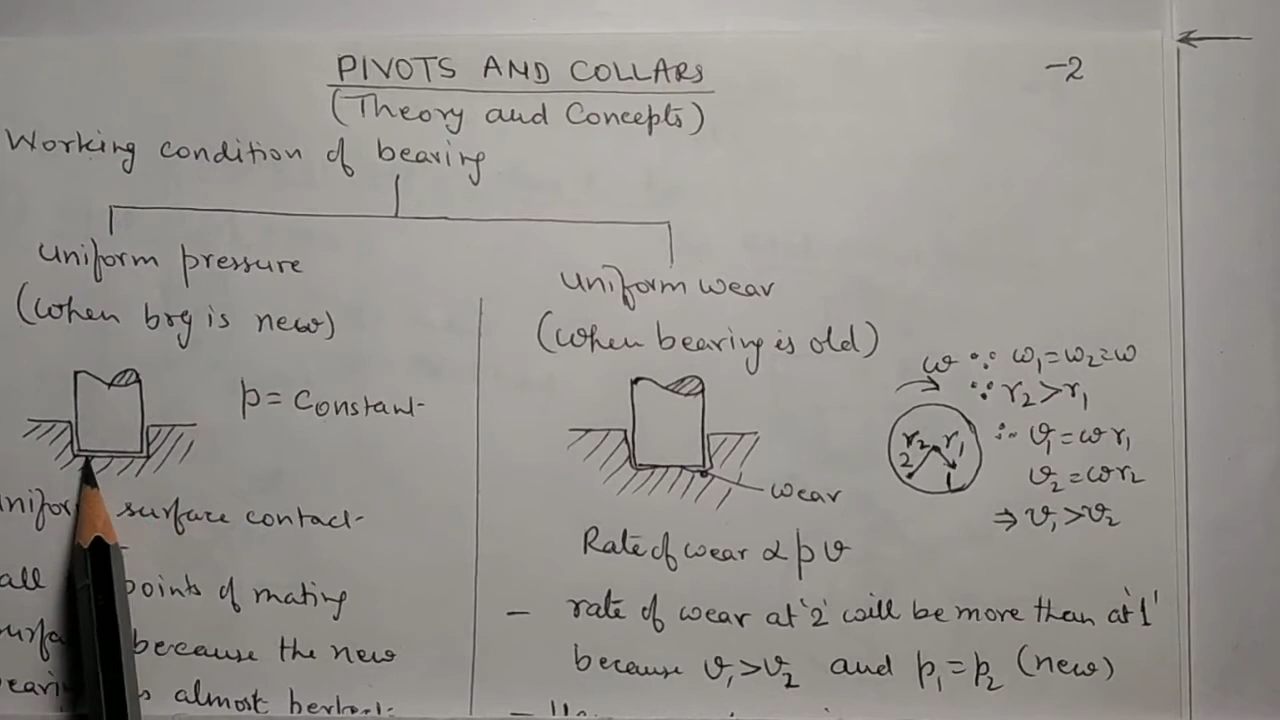 PIVOTS AND COLLARS
-2
(Theory and Concepts)
Working condition of bearing
Uniform pressure
(when brg is new)
p = Constant
surface contact
all points of mating
because the new
almost
Uniform wear
(when bearing is old)
wear
ω ∵ ω₁=ω₂=ω
∵ r₂>r₁
∴ v₁=ωr₁
v₂=ωr₂
⇒ v₁>v₂
r₂ r₁
2 1
Rate of wear ∝ p v
- rate of wear at '2' will be more than at '1'
because v₁>v₂ and p₁=p₂ (new)